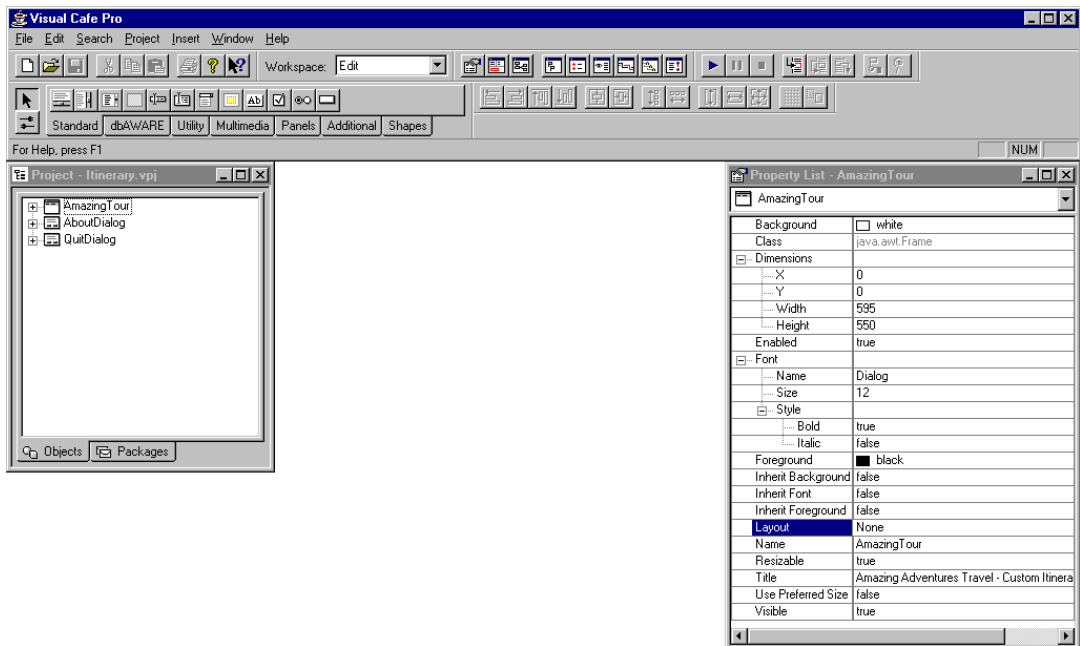 Visual Cafe Pro
File Edit Search Project Insert Window Help
Workspace: Edit
Standard dbAWARE Utility Multimedia Panels Additional Shapes
For Help, press F1 NUM
Project - Itinerary.vpj
AmazingTour
AboutDialog
QuitDialog
Objects Packages
Property List - AmazingTour
AmazingTour
Background white
Class java.awt.Frame
Dimensions
X 0
Y 0
Width 595
Height 550
Enabled true
Font
Name Dialog
Size 12
Style
Bold true
Italic false
Foreground black
Inherit Background false
Inherit Font false
Inherit Foreground false
Layout None
Name AmazingTour
Resizable true
Title Amazing Adventures Travel - Custom Itinera
Use Preferred Size false
Visible true